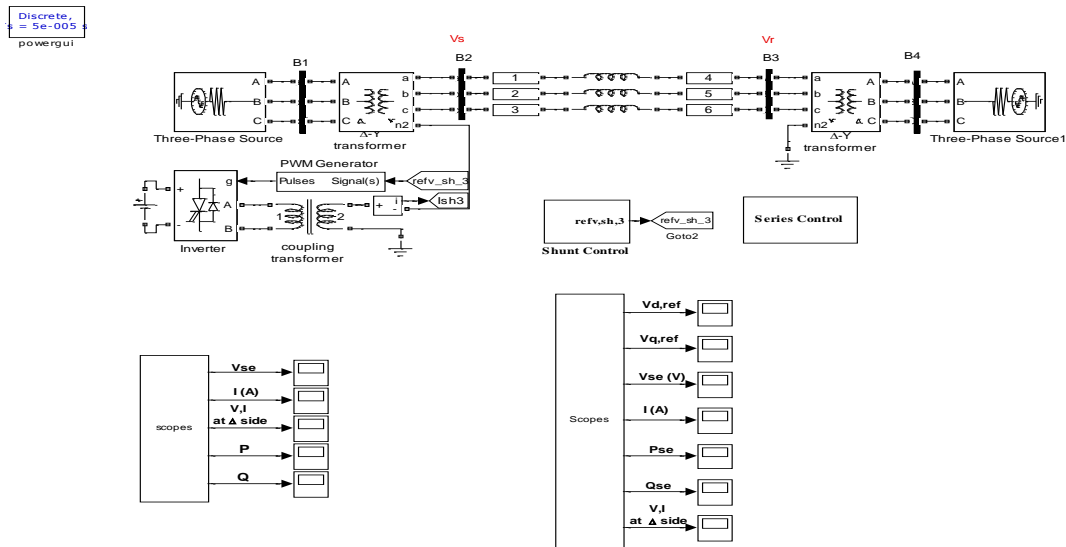 Discrete,
s = 5e-005 s
powergui
Vs
Vr
B1
B2
B3
B4
A
B
C
A
B
C
a
b
c
n2
1
2
3
4
5
6
a
b
c
n2
A
B
C
A
B
C
Three-Phase Source
Δ-Y
transformer
Δ-Y
transformer
Three-Phase Source1
PWM Generator
g
Pulses
Signal(s)
refv_sh_3
+
-
A
B
1
2
+
-
i
Ish3
Inverter
coupling
transformer
refv,sh,3
refv_sh_3
Goto2
Shunt Control
Series Control
scopes
Vse
I (A)
V,I
at Δ side
P
Q
Scopes
Vd,ref
Vq,ref
Vse (V)
I (A)
Pse
Qse
V,I
at Δ side